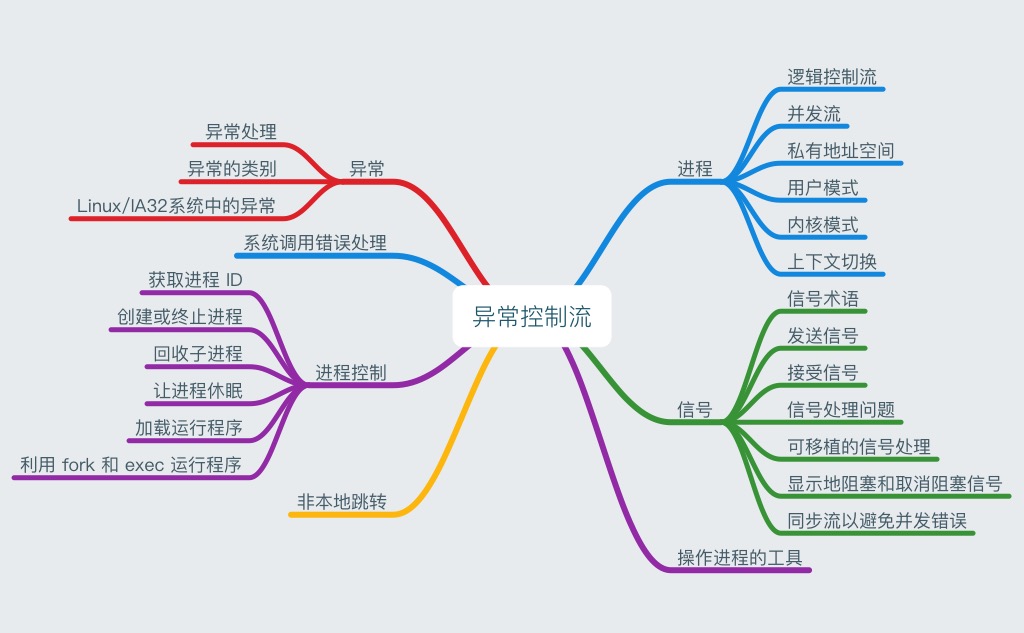 异常控制流
异常
异常处理
异常的类别
Linux/IA32系统中的异常
系统调用错误处理
进程控制
获取进程 ID
创建或终止进程
回收子进程
让进程休眠
加载运行程序
利用 fork 和 exec 运行程序
非本地跳转
进程
逻辑控制流
并发流
私有地址空间
用户模式
内核模式
上下文切换
信号
信号术语
发送信号
接受信号
信号处理问题
可移植的信号处理
显示地阻塞和取消阻塞信号
同步流以避免并发错误
操作进程的工具